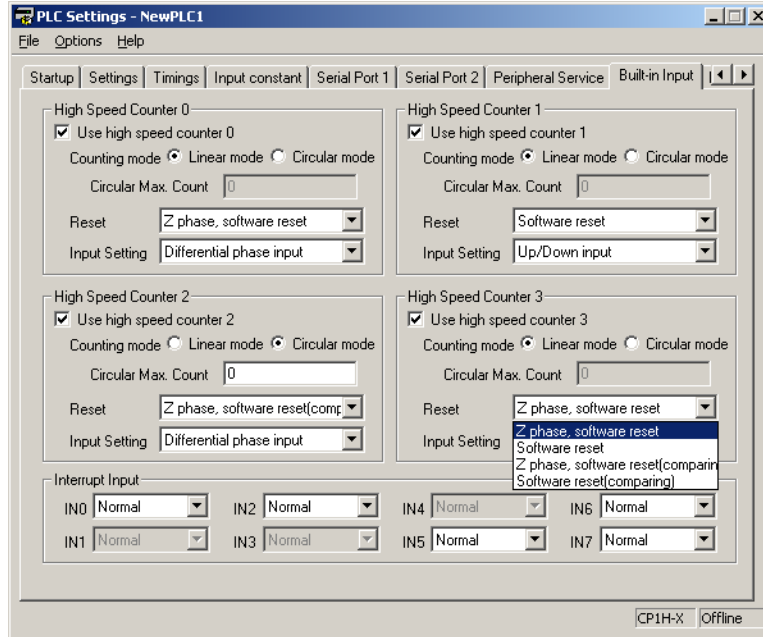 PLC Settings - NewPLC1
File Options Help
Startup Settings Timings Input constant Serial Port 1 Serial Port 2 Peripheral Service Built-in Input
High Speed Counter 0
Use high speed counter 0
Counting mode Linear mode Circular mode
Circular Max. Count 0
Reset Z phase, software reset
Input Setting Differential phase input
High Speed Counter 1
Use high speed counter 1
Counting mode Linear mode Circular mode
Circular Max. Count 0
Reset Software reset
Input Setting Up/Down input
High Speed Counter 2
Use high speed counter 2
Counting mode Linear mode Circular mode
Circular Max. Count 0
Reset Z phase, software reset(comp
Input Setting Differential phase input
High Speed Counter 3
Use high speed counter 3
Counting mode Linear mode Circular mode
Circular Max. Count 0
Reset Z phase, software reset
Z phase, software reset
Software reset
Input Setting
Z phase, software reset(comparin
Software reset(comparing)
Interrupt Input
IN0 Normal IN2 Normal IN4 Normal IN6 Normal
IN1 Normal IN3 Normal IN5 Normal IN7 Normal
CP1H-X Offline